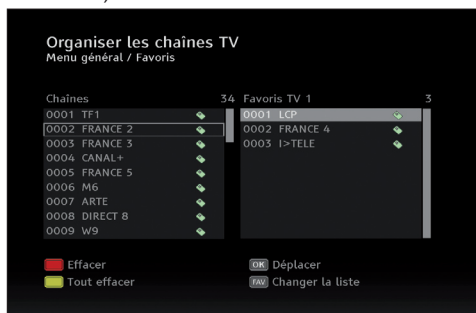 Organiser les chaînes TV
Menu général / Favoris
Chaînes 34
0001 TF1
0002 FRANCE 2
0003 FRANCE 3
0004 CANAL+
0005 FRANCE 5
0006 M6
0007 ARTE
0008 DIRECT 8
0009 W9
Favoris TV 1 3
0001 LCP
0002 FRANCE 4
0003 I>TELE
Effacer
Tout effacer
OK Déplacer
FAV Changer la liste